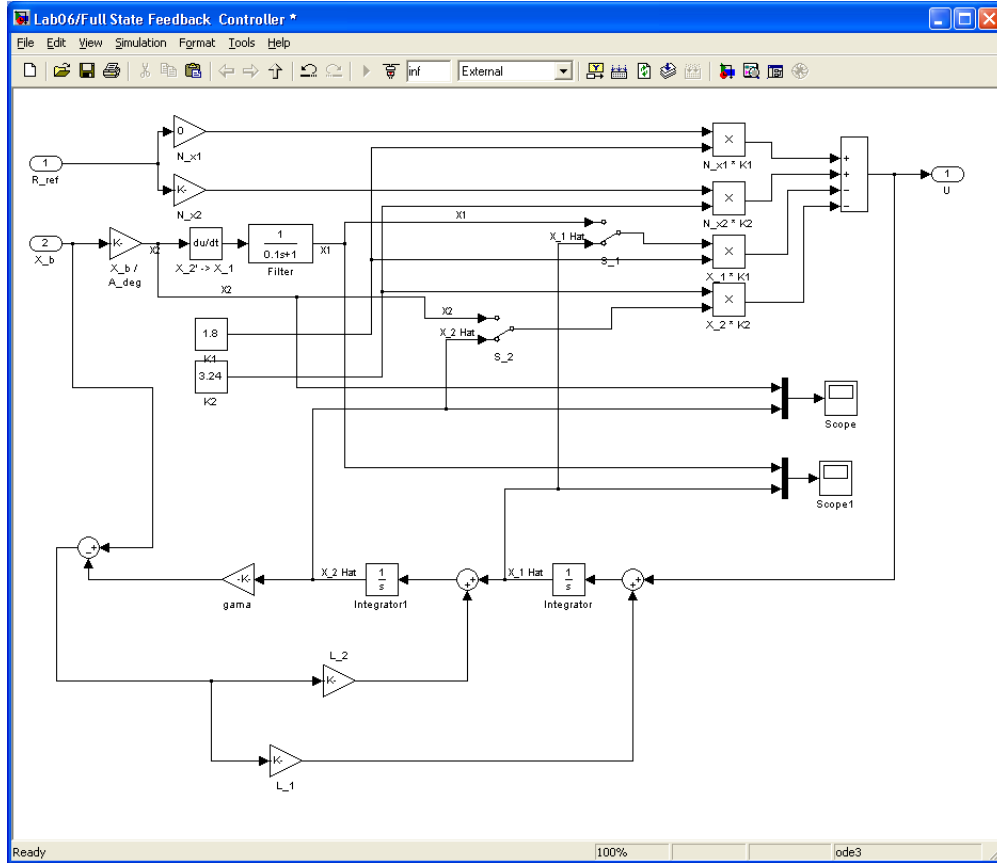 Lab06/Full State Feedback Controller *
File Edit View Simulation Format Tools Help
inf
External
0
N_x1
1
R_ref
K-
N_x2
2
X_b
K-
X_b /
A_deg
X2
du/dt
X_2' -> X_1
1
0.1s+1
Filter
X1
X1
X_1 Hat
S_1
X2
X2
X_2 Hat
S_2
1.8
K1
3.24
K2
×
N_x1 * K1
×
N_x2 * K2
×
X_1 * K1
×
X_2 * K2
+
+
−
−
1
U
Scope
Scope1
−
+
-K-
gama
X_2 Hat
1
s
Integrator1
+
+
X_1 Hat
1
s
Integrator
+
+
L_2
K-
K-
L_1
Ready
100%
ode3